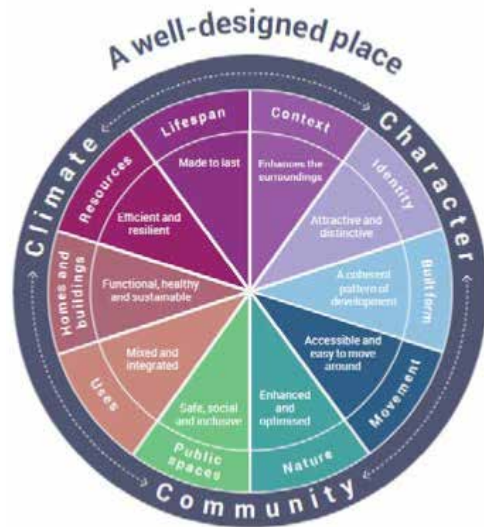 A well-designed place
Climate
Character
Community
Context
Enhances the
surroundings
Identity
Attractive and
distinctive
Built form
A coherent
pattern of
development
Movement
Accessible and
easy to move
around
Nature
Enhanced
and
optimised
Public
spaces
Safe, social
and inclusive
Uses
Mixed and
integrated
Homes and
buildings
Functional, healthy
and sustainable
Resources
Efficient and
resilient
Lifespan
Made to last